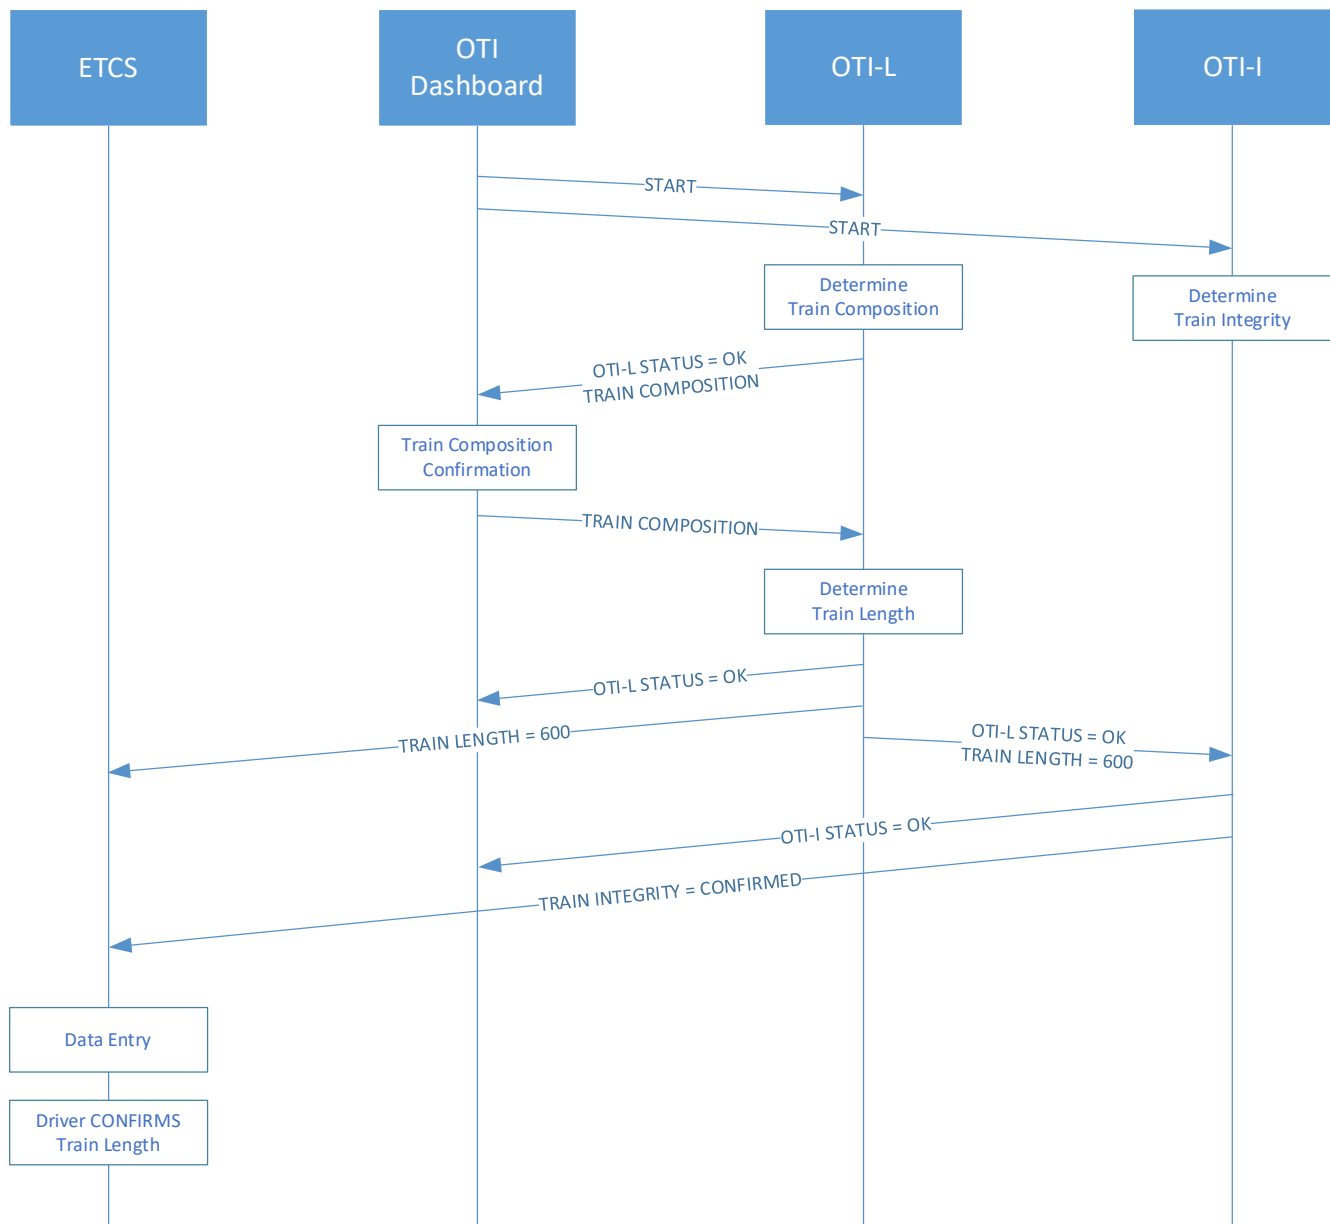 ETCS
OTI
Dashboard
OTI-L
OTI-I
START
START
Determine
Train Composition
Determine
Train Integrity
OTI-L STATUS = OK
TRAIN COMPOSITION
Train Composition
Confirmation
TRAIN COMPOSITION
Determine
Train Length
OTI-L STATUS = OK
TRAIN LENGTH = 600
OTI-L STATUS = OK
TRAIN LENGTH = 600
OTI-I STATUS = OK
TRAIN INTEGRITY = CONFIRMED
Data Entry
Driver CONFIRMS
Train Length